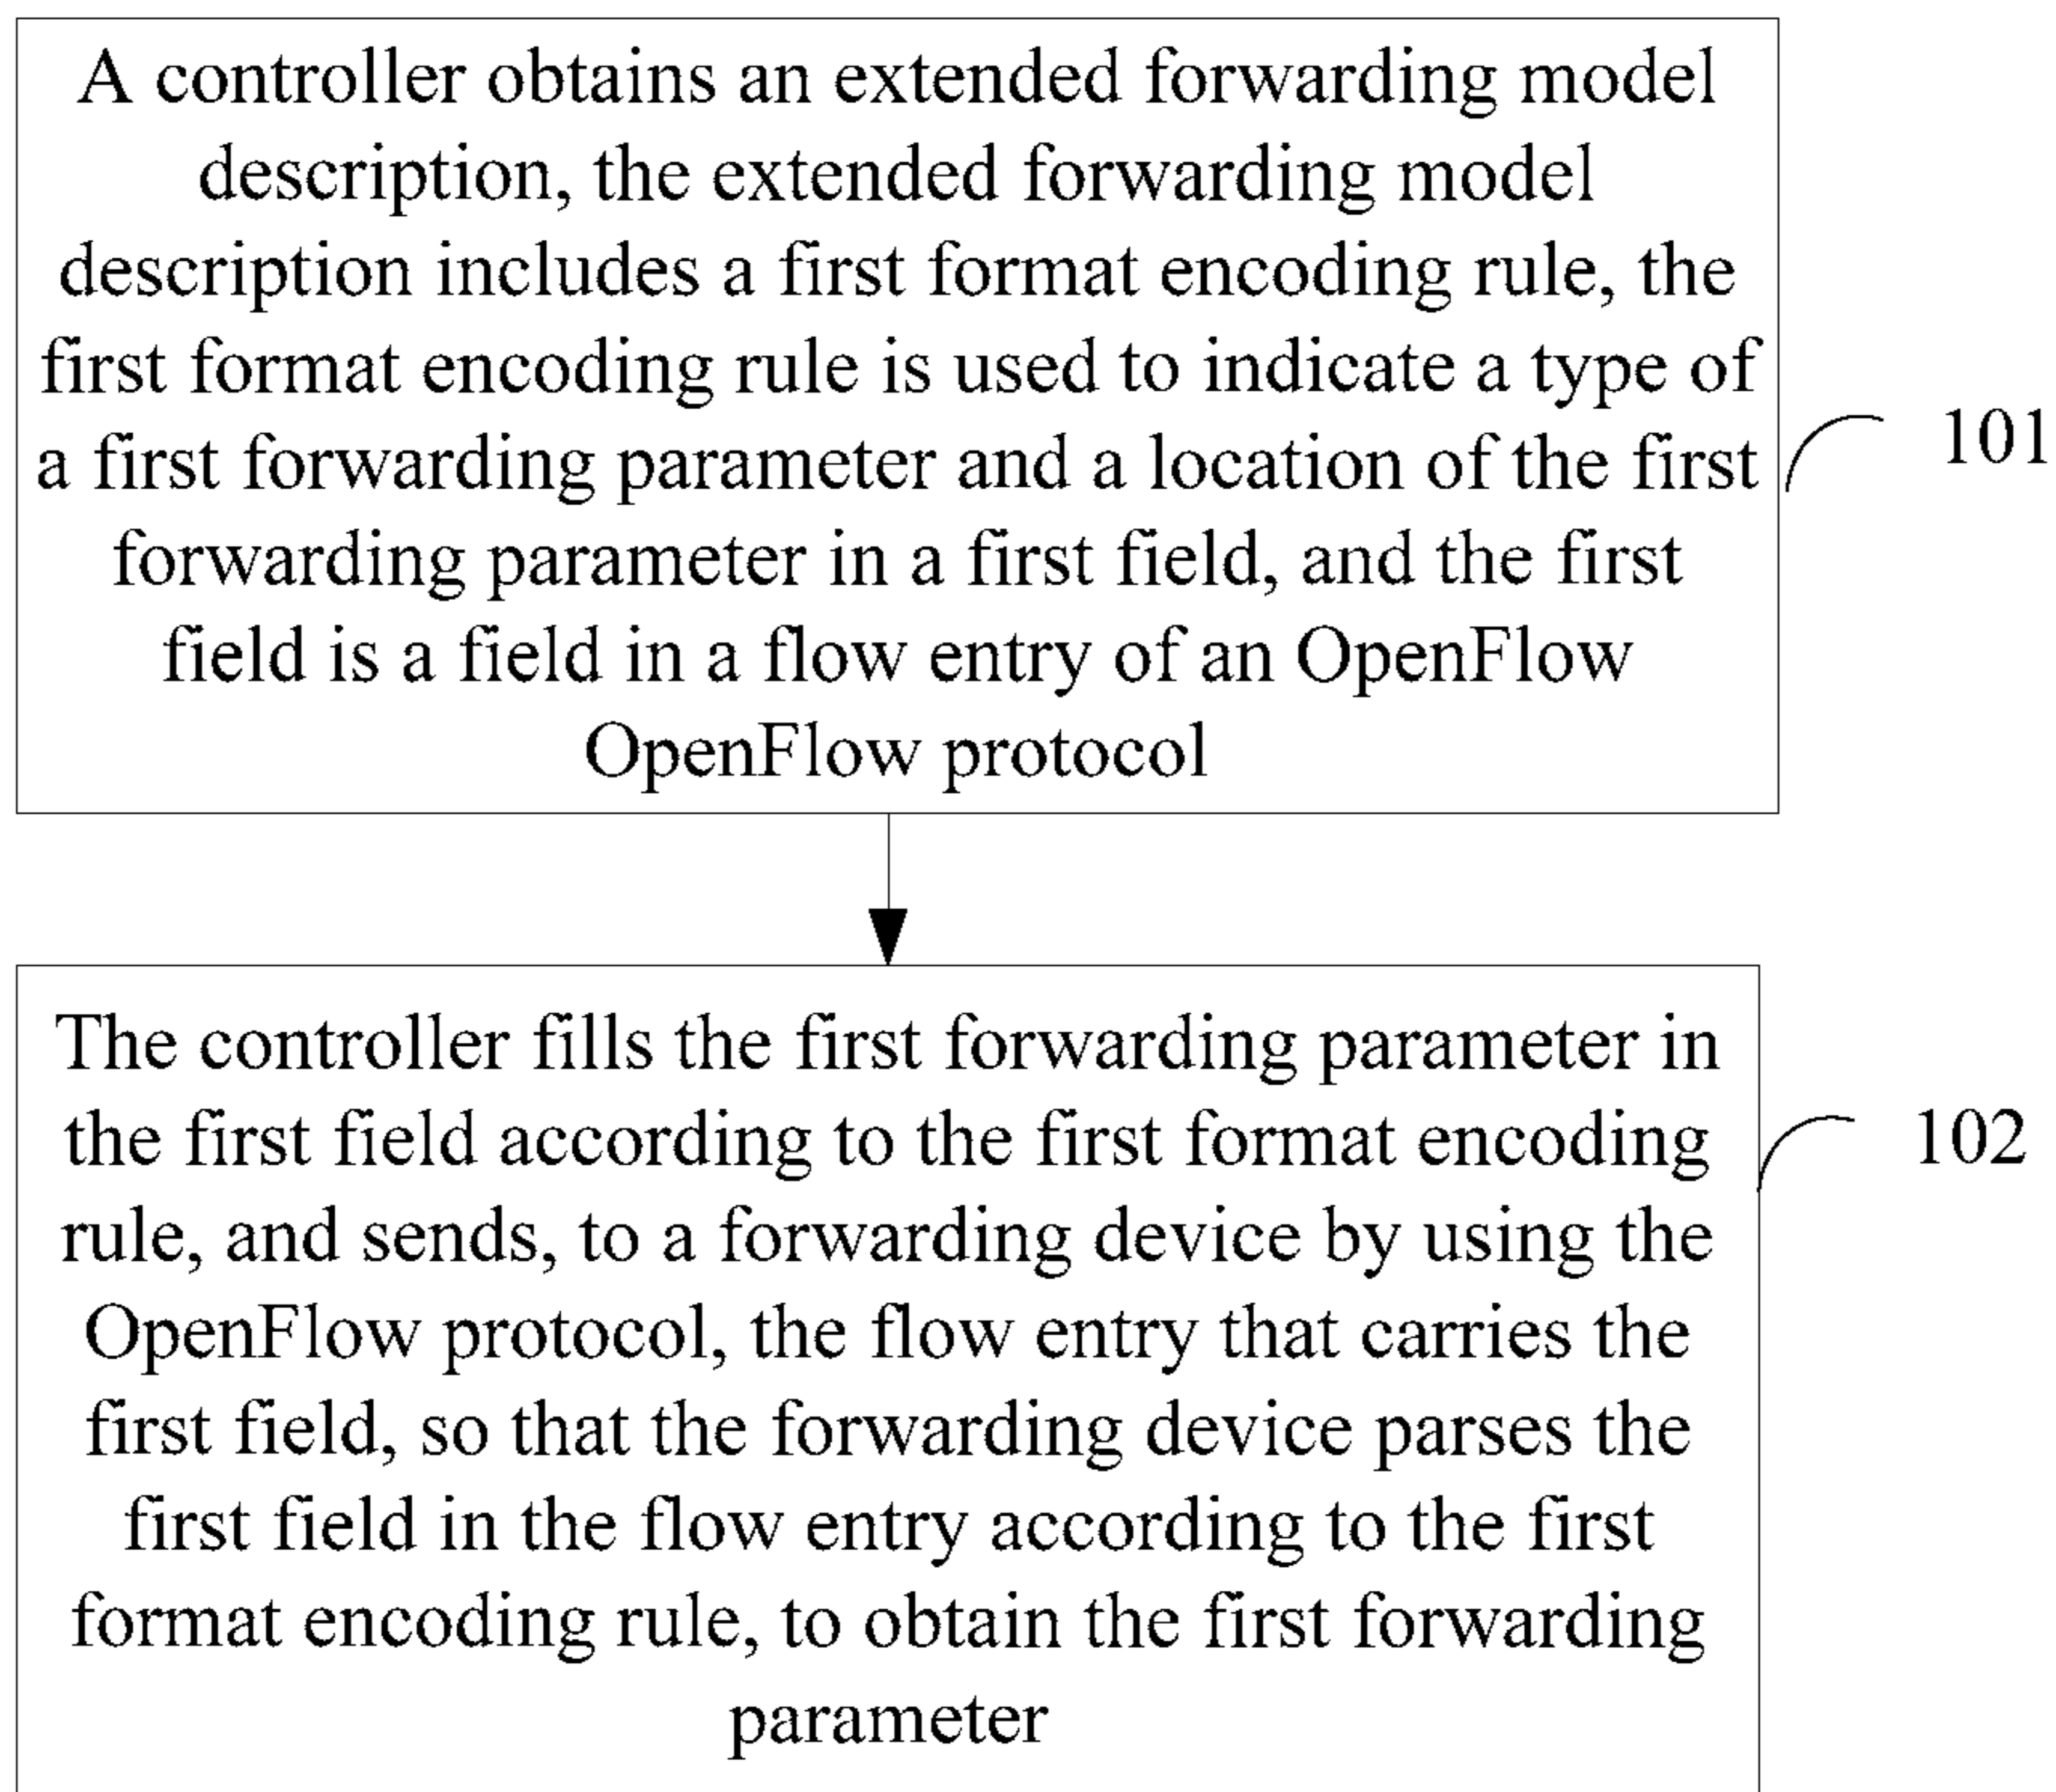 A controller obtains an extended forwarding model
description, the extended forwarding model
description includes a first format encoding rule, the
first format encoding rule is used to indicate a type of
a first forwarding parameter and a location of the first
forwarding parameter in a first field, and the first
field is a field in a flow entry of an OpenFlow
OpenFlow protocol
101
The controller fills the first forwarding parameter in
the first field according to the first format encoding
rule, and sends, to a forwarding device by using the
OpenFlow protocol, the flow entry that carries the
first field, so that the forwarding device parses the
first field in the flow entry according to the first
format encoding rule, to obtain the first forwarding
parameter
102